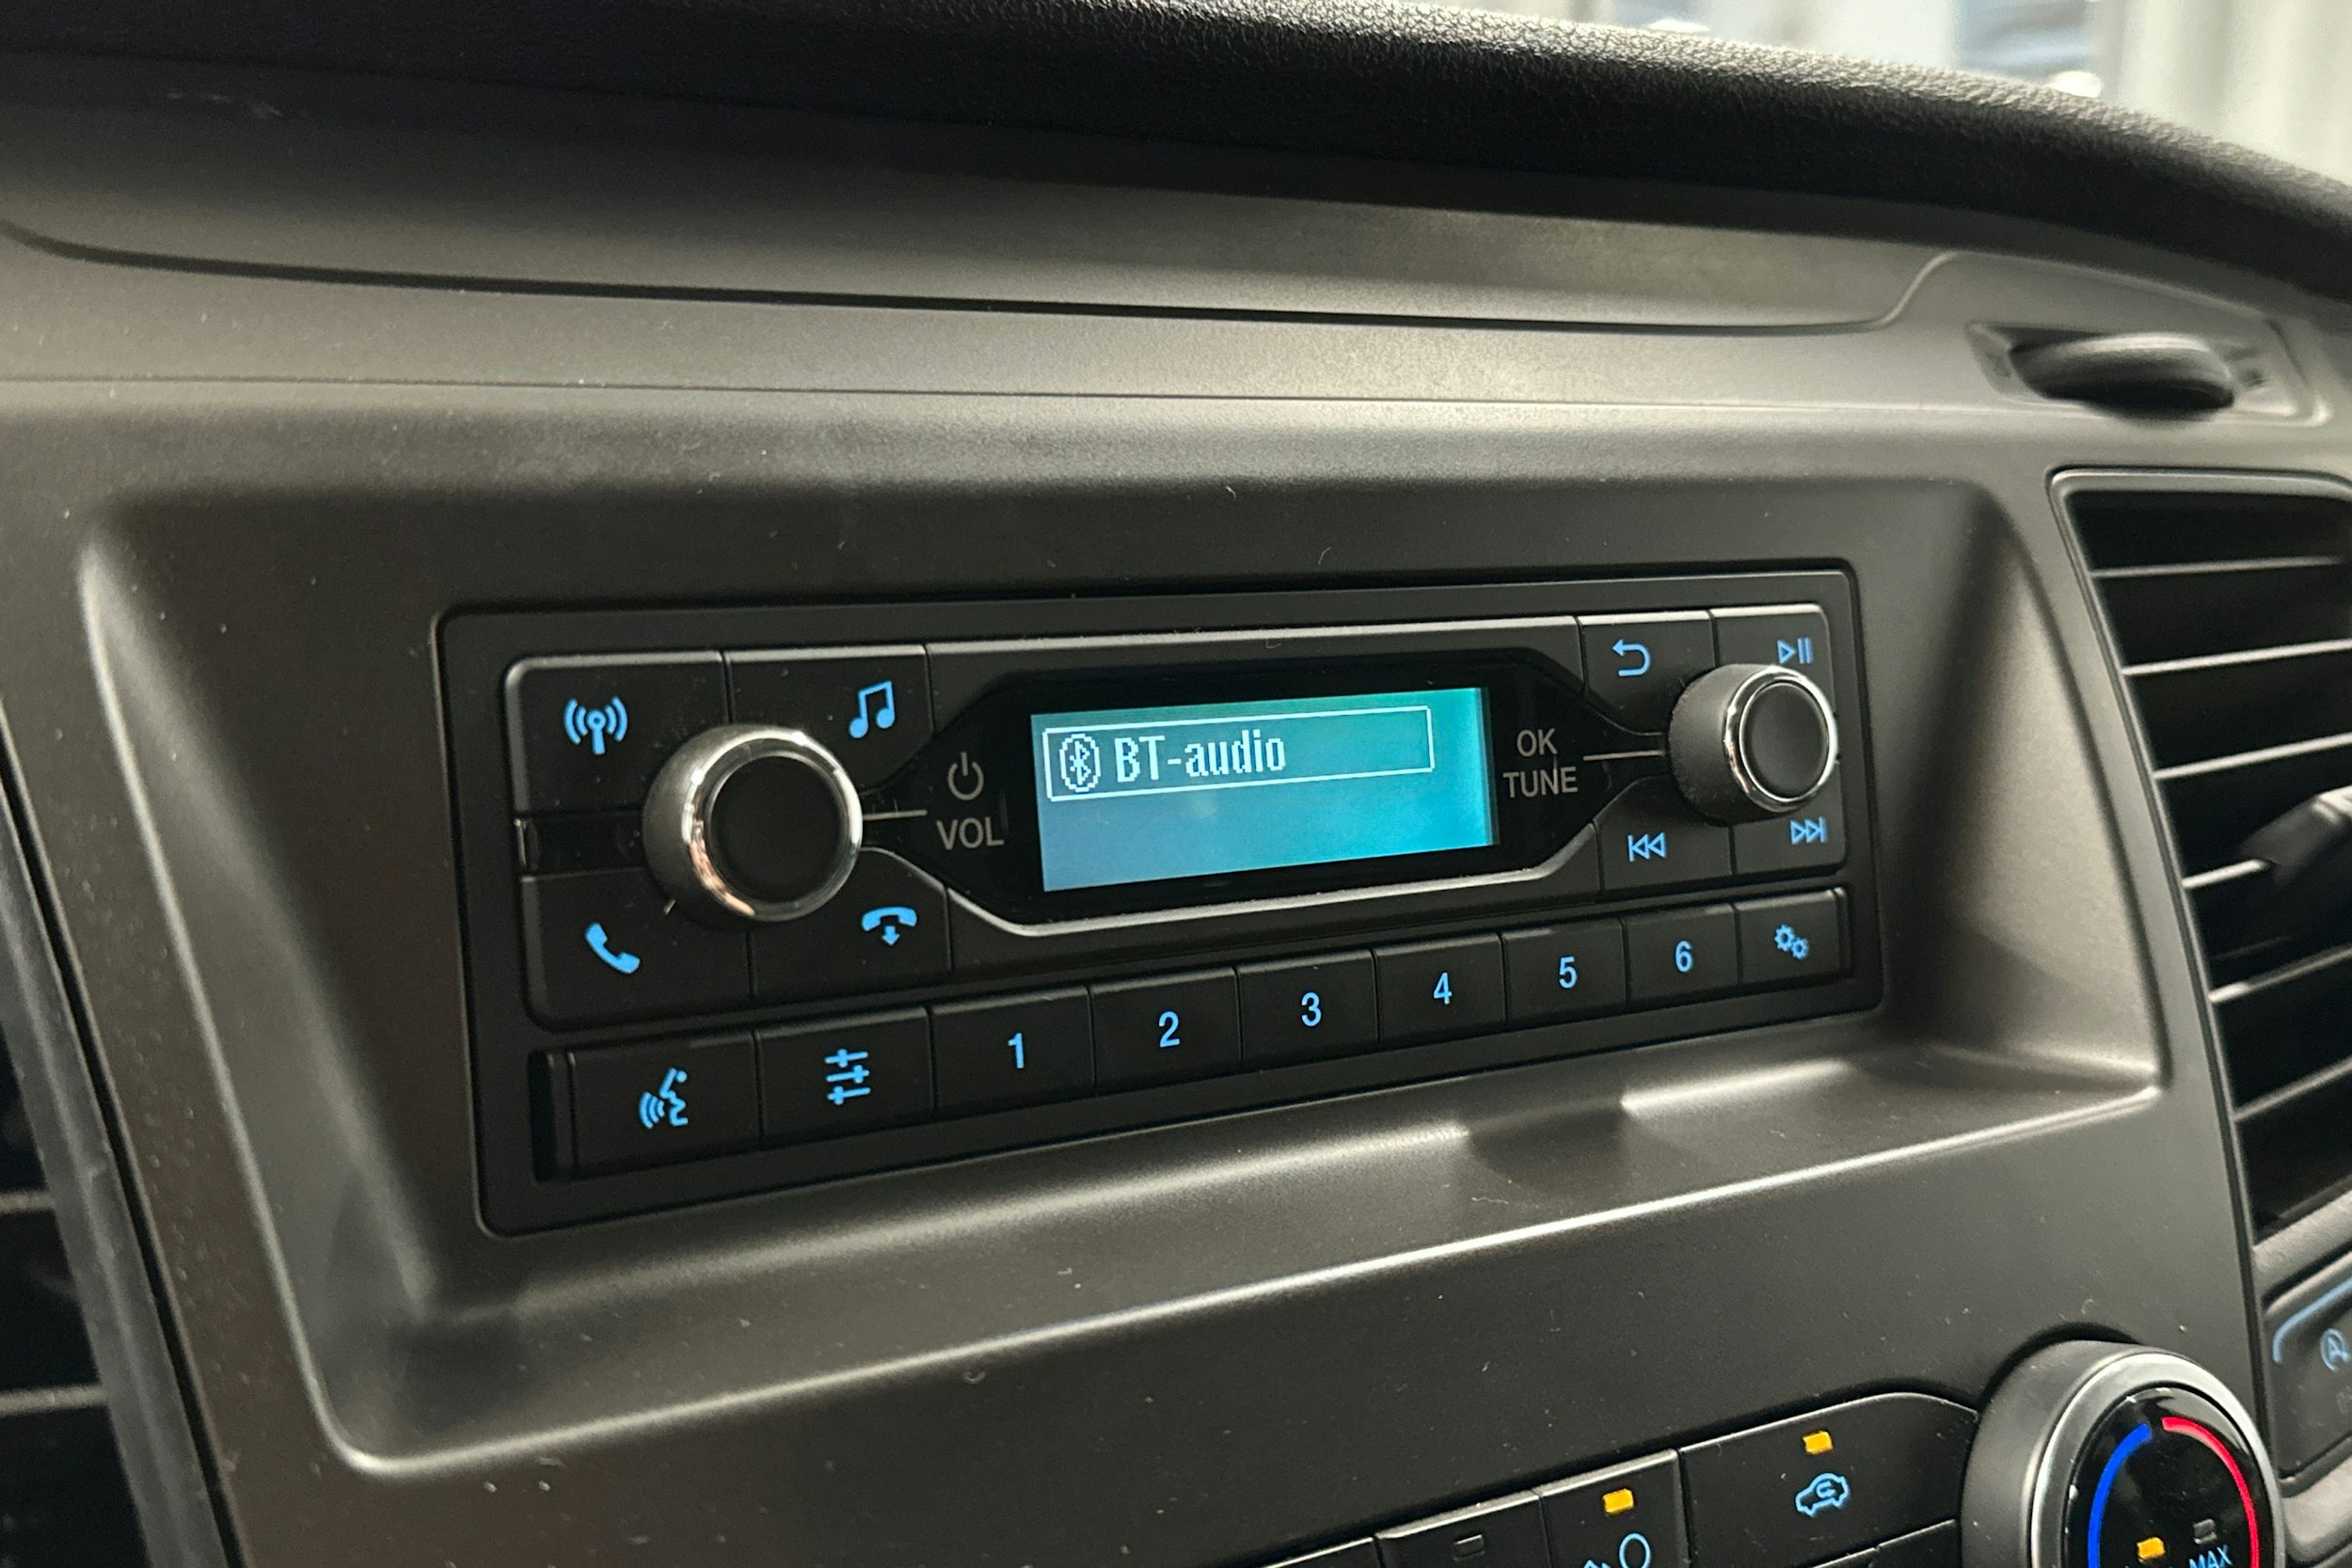 BT-audio
VOL
OK
TUNE
1 2 3 4 5 6
MAX